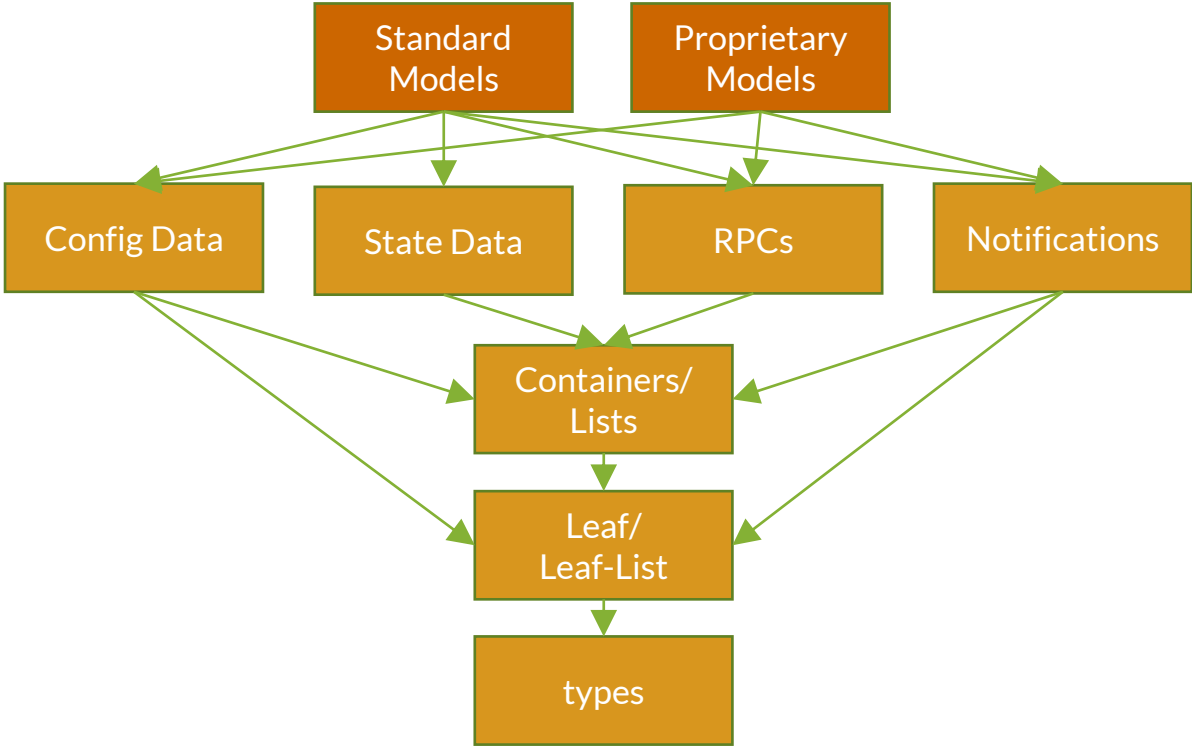 Standard
Models
Proprietary
Models
Config Data
State Data
RPCs
Notifications
Containers/
Lists
Leaf/
Leaf-List
types